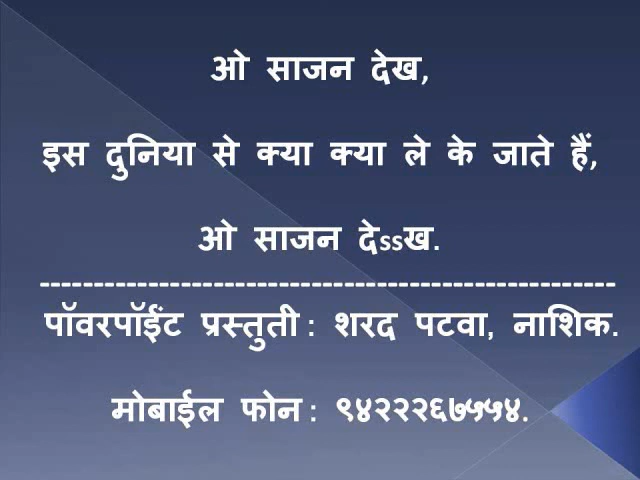 ओ साजन देख,
इस दुनिया से क्या क्या ले के जाते हैं,
ओ साजन देssख.
------------------------------------------------------
पॉवरपॉईंट प्रस्तुती : शरद पटवा, नाशिक.
मोबाईल फोन : ९४२२२६७५५४.